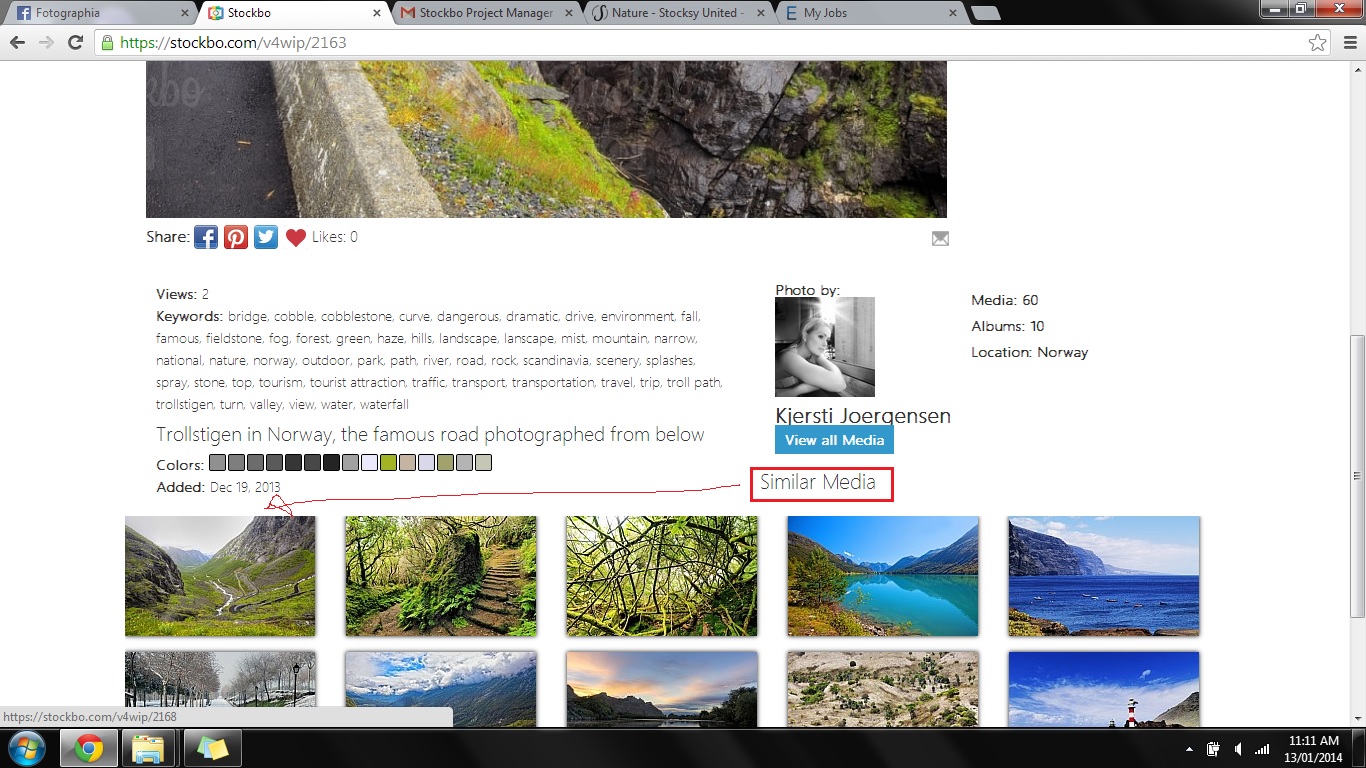 Fotographia
Stockbo
Stockbo Project Manager
Nature - Stocksy United -
My Jobs
https://stockbo.com/v4wip/2163
Share:
Likes: 0
Views: 2
Keywords: bridge, cobble, cobblestone, curve, dangerous, dramatic, drive, environment, fall,
famous, fieldstone, fog, forest, green, haze, hills, landscape, lanscape, mist, mountain, narrow,
national, nature, norway, outdoor, park, path, river, road, rock, scandinavia, scenery, splashes,
spray, stone, top, tourism, tourist attraction, traffic, transport, transportation, travel, trip, troll path,
trollstigen, turn, valley, view, water, waterfall
Trollstigen in Norway, the famous road photographed from below
Colors:
Added: Dec 19, 2013
Photo by:
Kjersti Joergensen
View all Media
Media: 60
Albums: 10
Location: Norway
Similar Media
https://stockbo.com/v4wip/2168
11:11 AM
13/01/2014